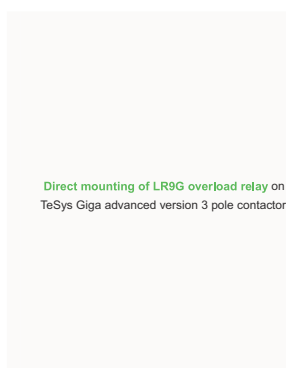 Direct mounting of LR9G overload relay on
TeSys Giga advanced version 3 pole contactor